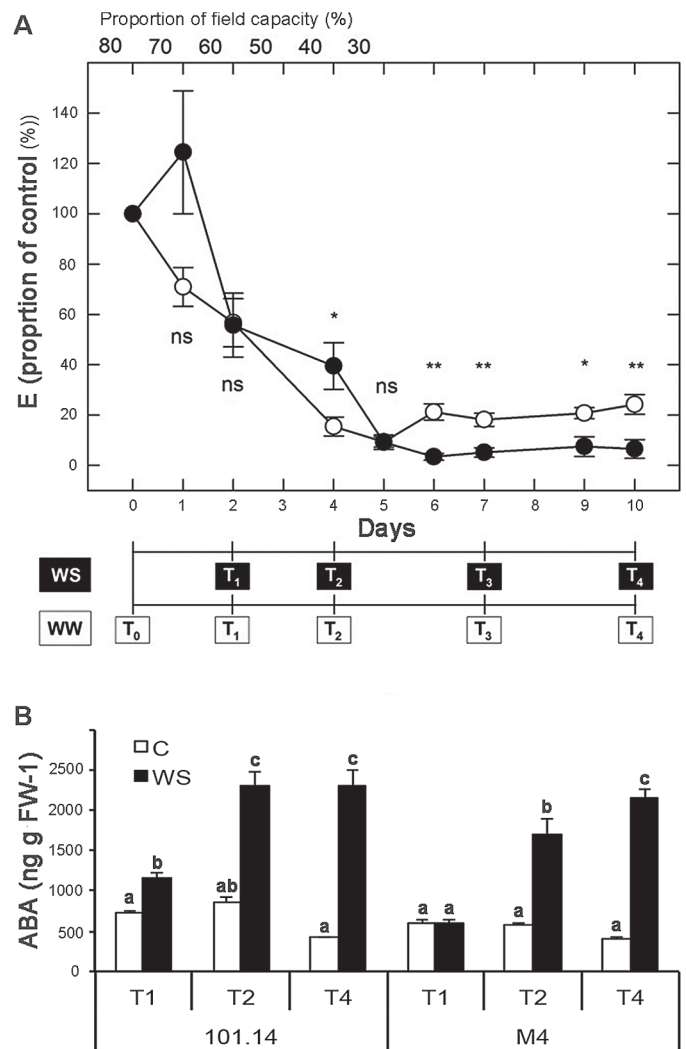 A
Proportion of field capacity (%)
80 70 60 50 40 30
E (proprtion of control (%))
140
120
100
80
60
40
20
0
ns
ns
*
ns
**
**
*
**
0 1 2 3 4 5 6 7 8 9 10
Days
WS T1 T2 T3 T4
WW T0 T1 T2 T3 T4
B
ABA (ng g FW-1)
C
WS
2500
2000
1500
1000
500
0
a b ab c a c a a a b a c
T1 T2 T4 T1 T2 T4
101.14 M4